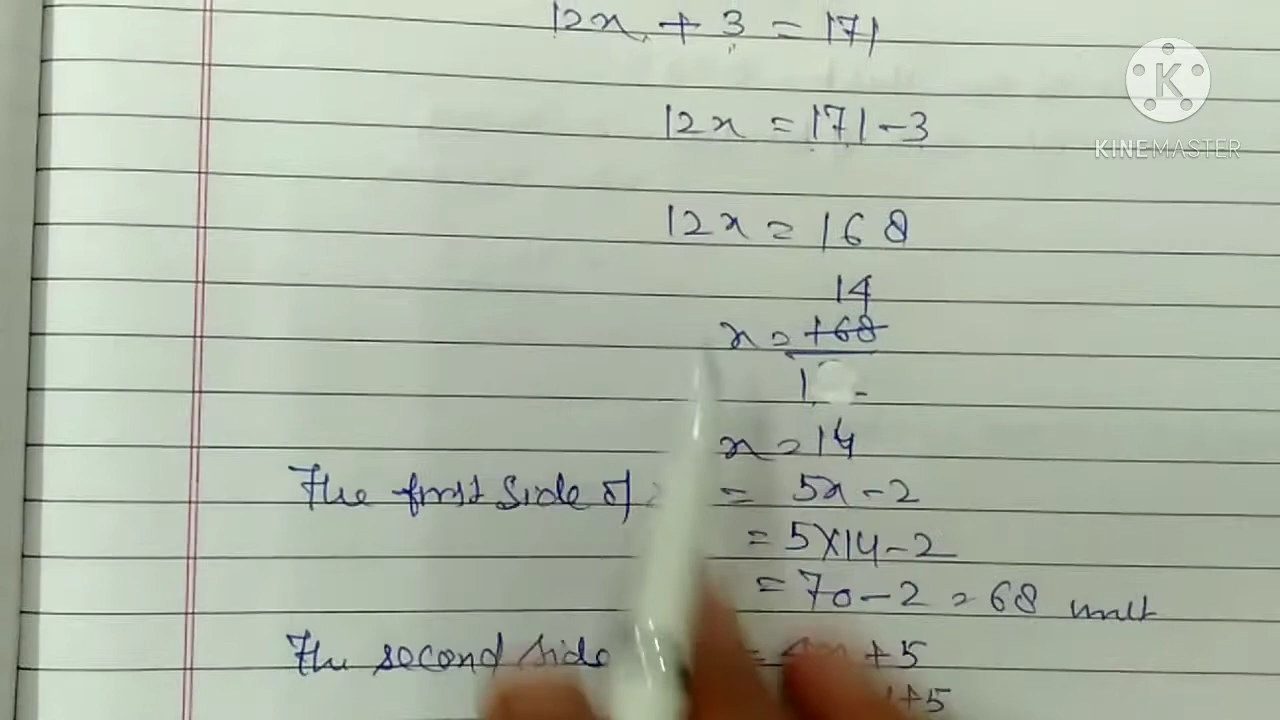 12x + 3 = 171
K
KINEMASTER
12x = 171 - 3
12x = 168
14
x = 168
1
x = 14
The first side of = 5x - 2
= 5 X 14 - 2
= 70 - 2 = 68 unit
The second side = + 5
+ 5